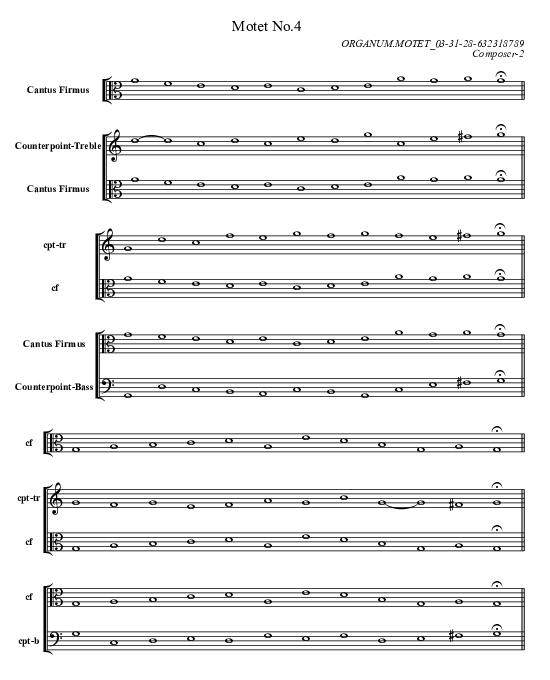 Motet No.4
ORGANUM.MOTET_03-31-28-632318789
Composer-2
Cantus Firmus
Counterpoint-Treble
Cantus Firmus
cpt-tr
cf
Cantus Firmus
Counterpoint-Bass
cf
cpt-tr
cf
cf
cpt-b